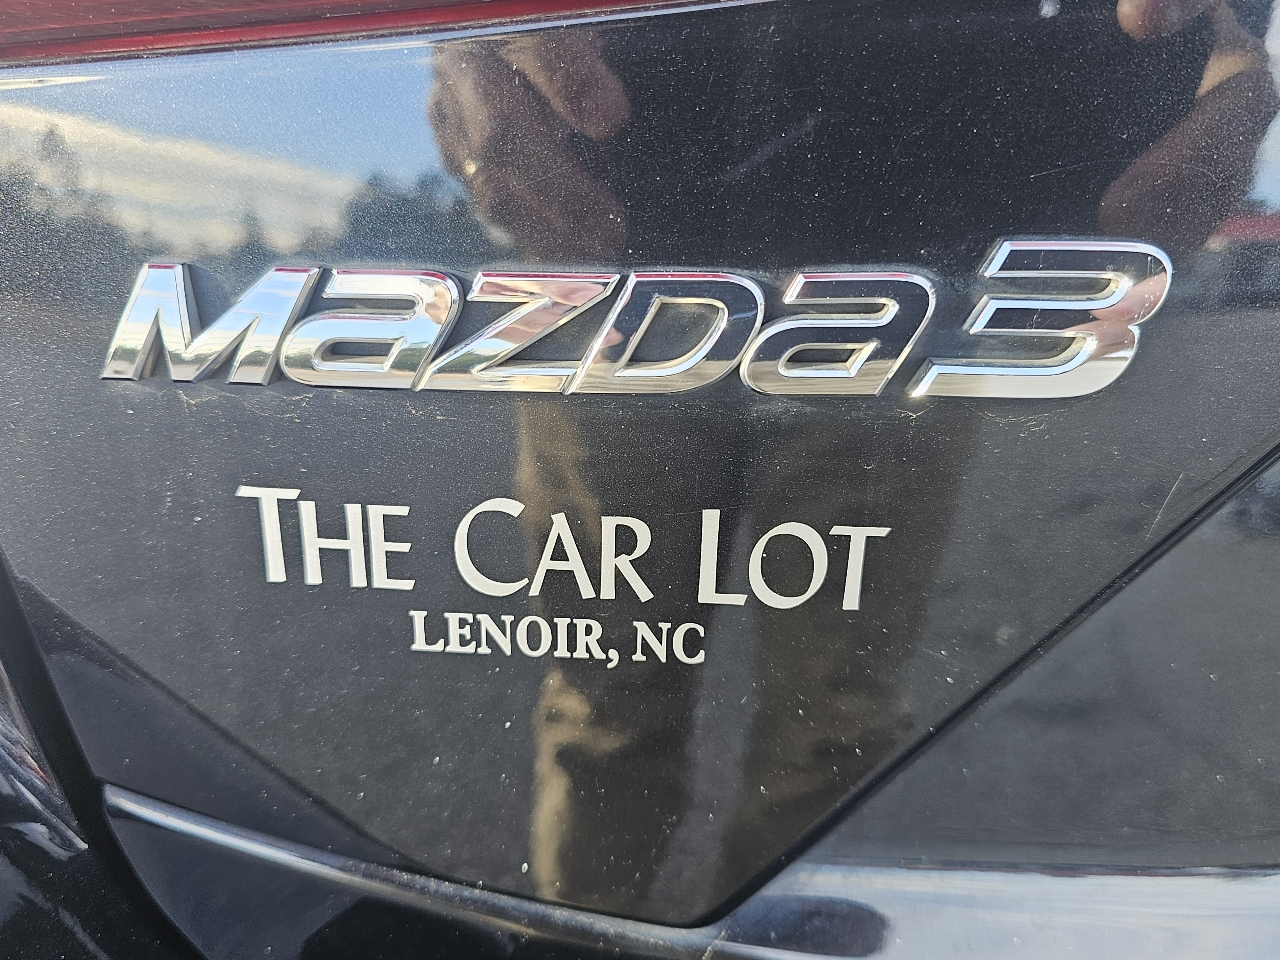 mazda3
THE CAR LOT
LENOIR, NC